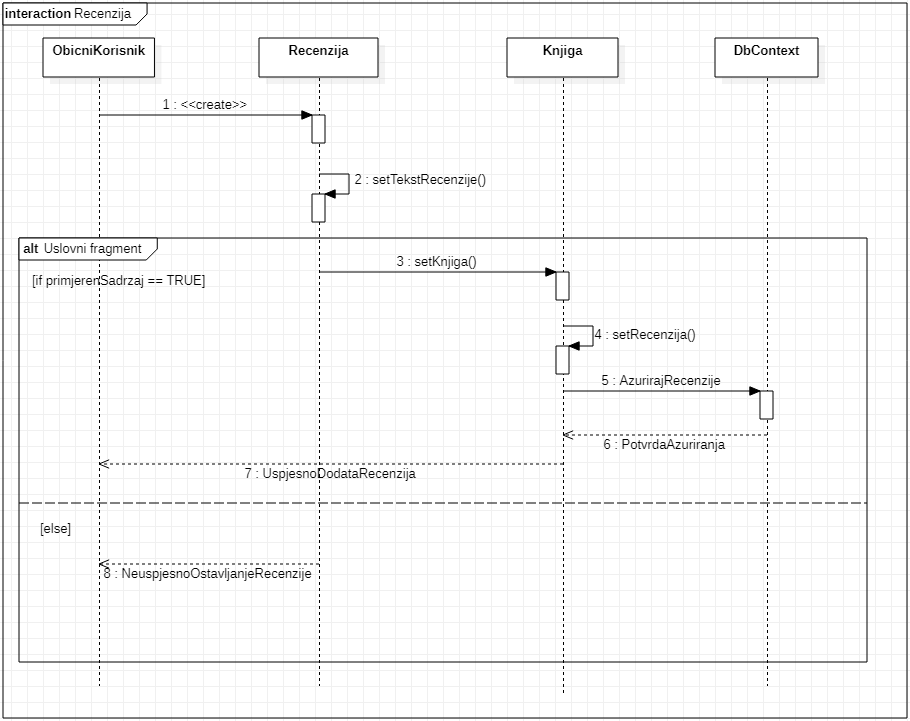 interaction Recenzija
ObicniKorisnik
Recenzija
Knjiga
DbContext
1 : <<create>>
2 : setTekstRecenzije()
alt Uslovni fragment
3 : setKnjiga()
[if primjerenSadrzaj == TRUE]
4 : setRecenzija()
5 : AzurirajRecenzije
6 : PotvrdaAzuriranja
7 : UspjesnoDodataRecenzija
[else]
8 : NeuspjesnoOstavljanjeRecenzije